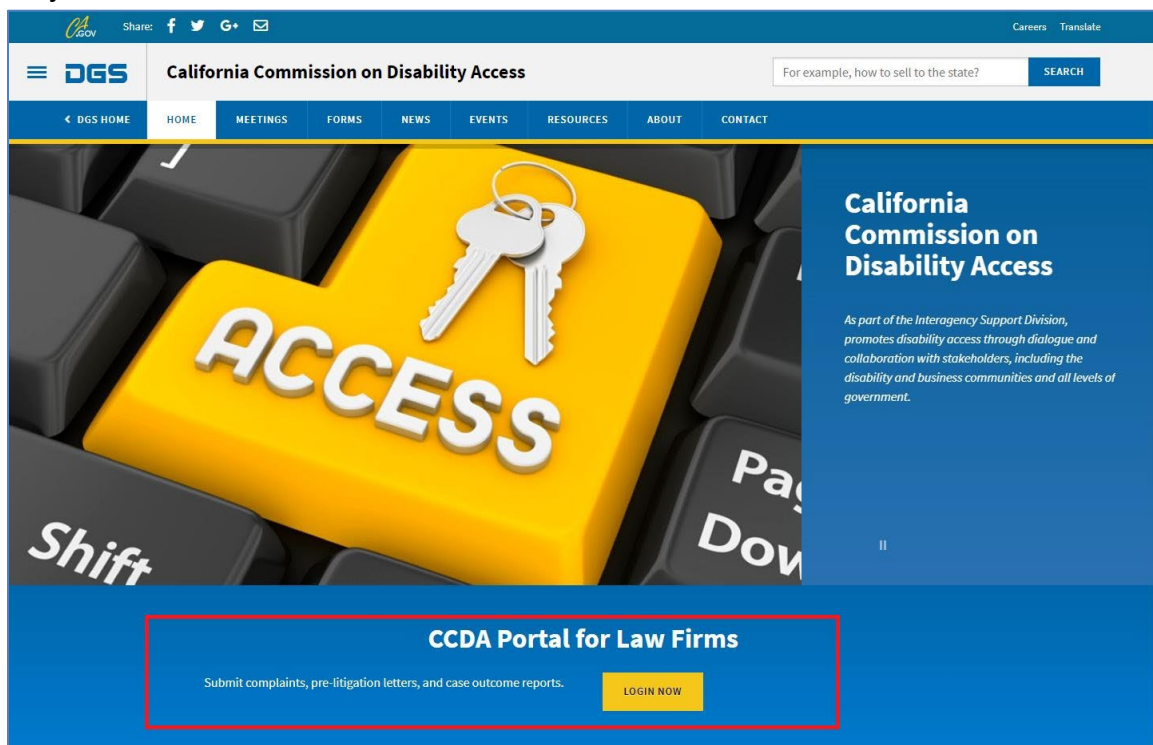 CA.GOV Share: Careers Translate
DGS California Commission on Disability Access For example, how to sell to the state? SEARCH
DGS HOME HOME MEETINGS FORMS NEWS EVENTS RESOURCES ABOUT CONTACT
ACCESS
Shift
California
Commission on
Disability Access
As part of the Interagency Support Division,
promotes disability access through dialogue and
collaboration with stakeholders, including the
disability and business communities and all levels of
government.
CCDA Portal for Law Firms
Submit complaints, pre-litigation letters, and case outcome reports. LOGIN NOW